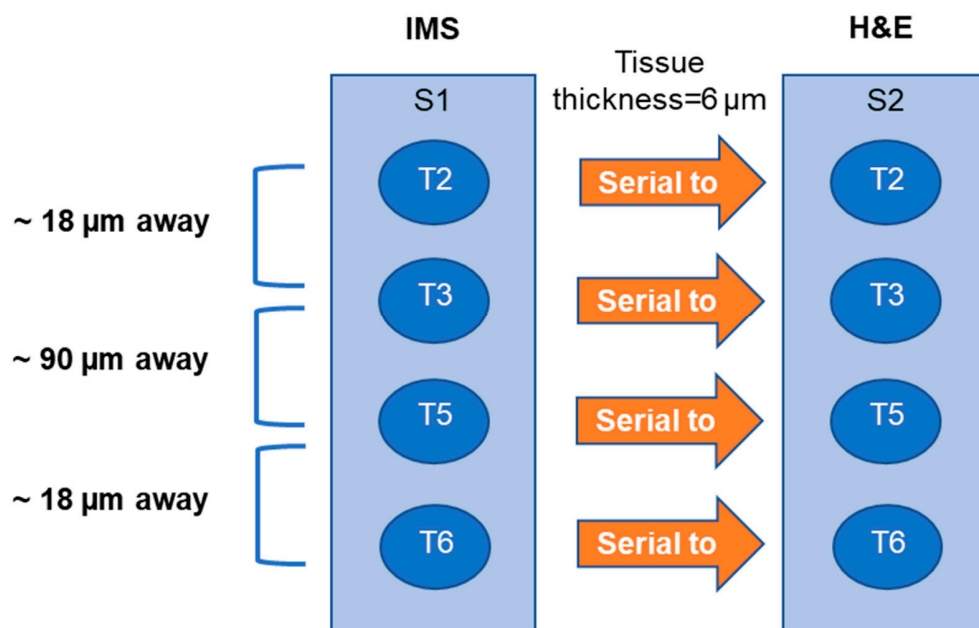 IMS
H&E
Tissue
thickness=6 µm
S1
S2
T2
Serial to
T2
~ 18 µm away
T3
Serial to
T3
~ 90 µm away
T5
Serial to
T5
~ 18 µm away
T6
Serial to
T6